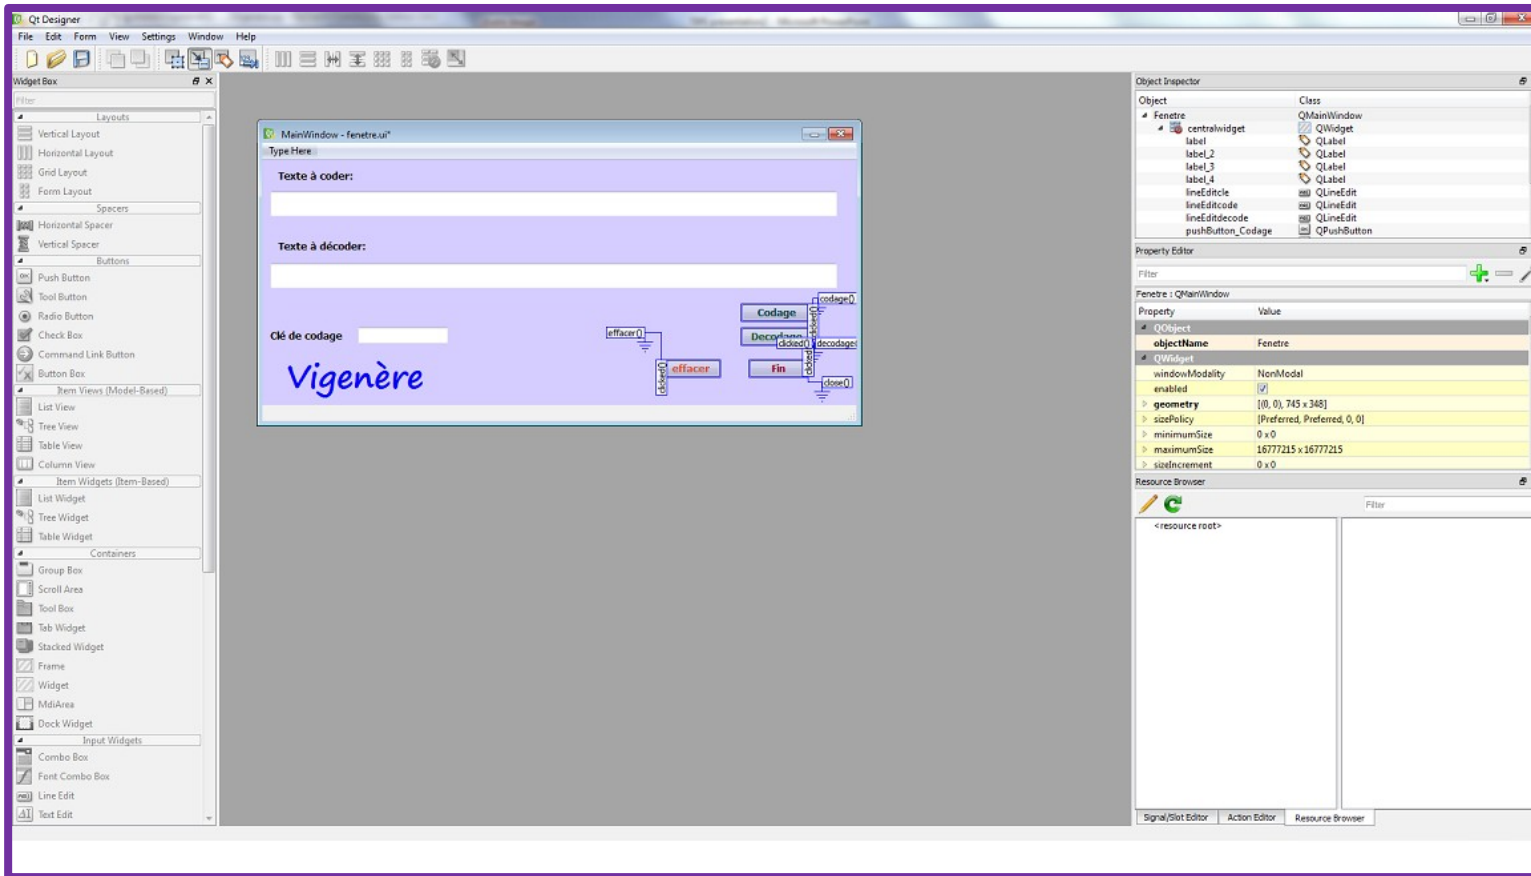 Qt Designer
File Edit Form View Settings Window Help
Widget Box
Filter
Layouts
Vertical Layout
Horizontal Layout
Grid Layout
Form Layout
Spacers
Horizontal Spacer
Vertical Spacer
Buttons
Push Button
Tool Button
Radio Button
Check Box
Command Link Button
Button Box
Item Views (Model-Based)
List View
Tree View
Table View
Column View
Item Widgets (Item-Based)
List Widget
Tree Widget
Table Widget
Containers
Group Box
Scroll Area
Tool Box
Tab Widget
Stacked Widget
Frame
Widget
MdiArea
Dock Widget
Input Widgets
Combo Box
Font Combo Box
Line Edit
Text Edit
MainWindow - fenetre.ui*
Type Here
Texte à coder:
Texte à décoder:
codage()
Codage
clicked()
Clé de codage
effacer()
Decodage
clicked() decodage(
Vigenère
clicked()
effacer
Fin
clicked()
close()
Object Inspector
Object Class
Fenetre QMainWindow
centralwidget QWidget
label QLabel
label_2 QLabel
label_3 QLabel
label_4 QLabel
lineEditcle QLineEdit
lineEditcode QLineEdit
lineEditdecode QLineEdit
pushButton_Codage QPushButton
Property Editor
Filter
Fenetre : QMainWindow
Property Value
QObject
objectName Fenetre
QWidget
windowModality NonModal
enabled
geometry [(0, 0), 745 x 348]
sizePolicy [Preferred, Preferred, 0, 0]
minimumSize 0 x 0
maximumSize 16777215 x 16777215
sizeIncrement 0 x 0
Resource Browser
Filter
<resource root>
Signal/Slot Editor Action Editor Resource Browser